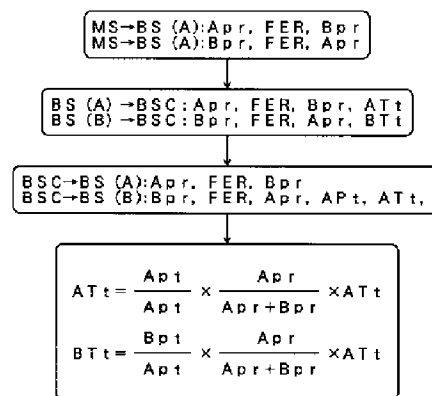 MS→BS (A):Apr, FER, Bpr
MS→BS (A):Bpr, FER, Apr
BS (A) →BSC:Apr, FER, Bpr, ATt
BS (B) →BSC:Bpr, FER, Apr, BTt
BSC→BS (A):Apr, FER, Bpr
BSC→BS (B):Bpr, FER, Apr, APt, ATt,
ATt= Apt/Apt × Apr/Apr+Bpr ×ATt
BTt= Bpt/Apt × Apr/Apr+Bpr ×ATt